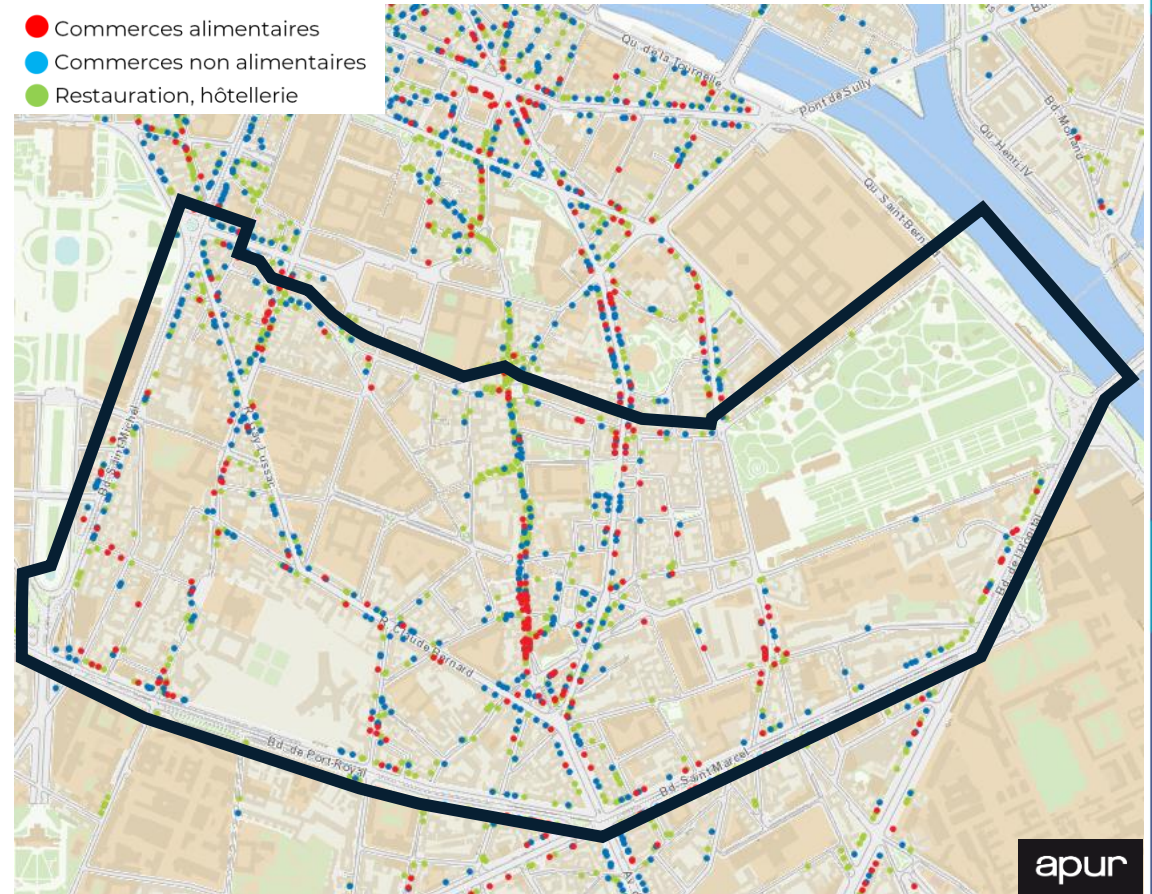 Commerces alimentaires
Commerces non alimentaires
Restauration, hôtellerie
Qu. de la Tournelle
Pont de Sully
Bd. Morland
Qu. Henri IV
Qu. Saint-Bern
Bd. Saint-Michel
Bd. de l'Hôpital
R. Claude Bernard
Bd. de Port-Royal
Bd. Saint-Marcel
apur